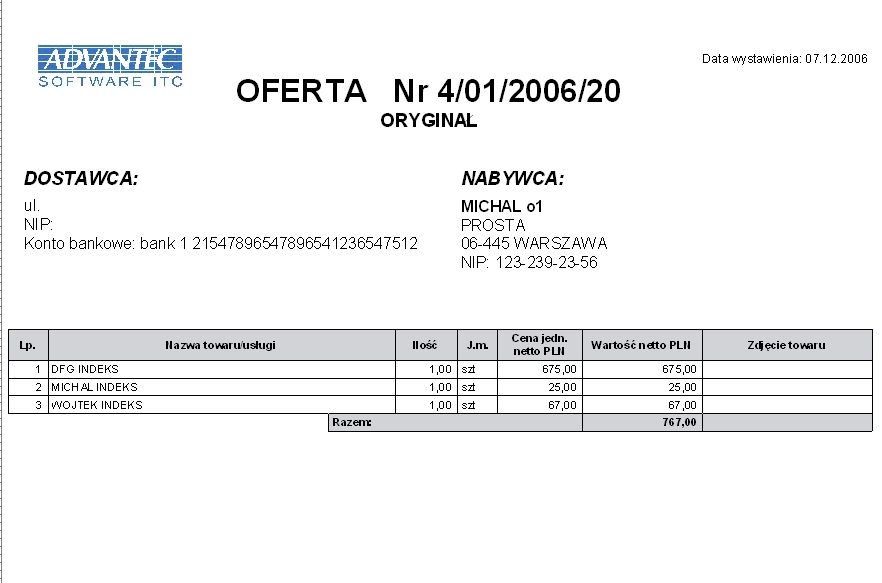 ADVANTEC
SOFTWARE ITC
Data wystawienia: 07.12.2006
OFERTA Nr 4/01/2006/20
ORYGINAŁ
DOSTAWCA:
ul.
NIP:
Konto bankowe: bank 1 21547896547896541236547512
NABYWCA:
MICHAL o1
PROSTA
06-445 WARSZAWA
NIP: 123-239-23-56
Lp. Nazwa towaru/usługi Ilość J.m. Cena jedn. netto PLN Wartość netto PLN Zdjęcie towaru
1 DFG INDEKS 1,00 szt 675,00 675,00
2 MICHAL INDEKS 1,00 szt 25,00 25,00
3 WOJTEK INDEKS 1,00 szt 67,00 67,00
Razem: 767,00